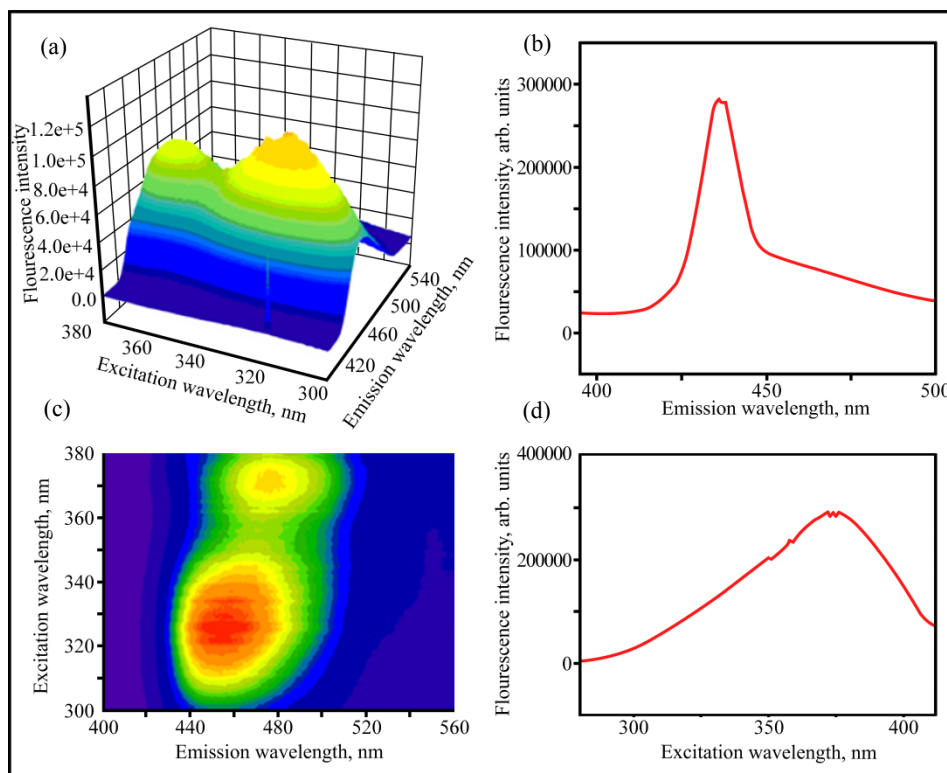 (a)
Flourescence intensity
1.2e+5
1.0e+5
8.0e+4
6.0e+4
4.0e+4
2.0e+4
0.0
380
360
340
320
300
Excitation wavelength, nm
420
460
500
540
Emission wavelength, nm
(b)
Flourescence intensity, arb. units
300000
200000
100000
0
400
450
500
Emission wavelength, nm
(c)
Excitation wavelength, nm
380
360
340
320
300
400
440
480
520
560
Emission wavelength, nm
(d)
Flourescence intensity, arb. units
400000
200000
0
300
350
400
Excitation wavelength, nm